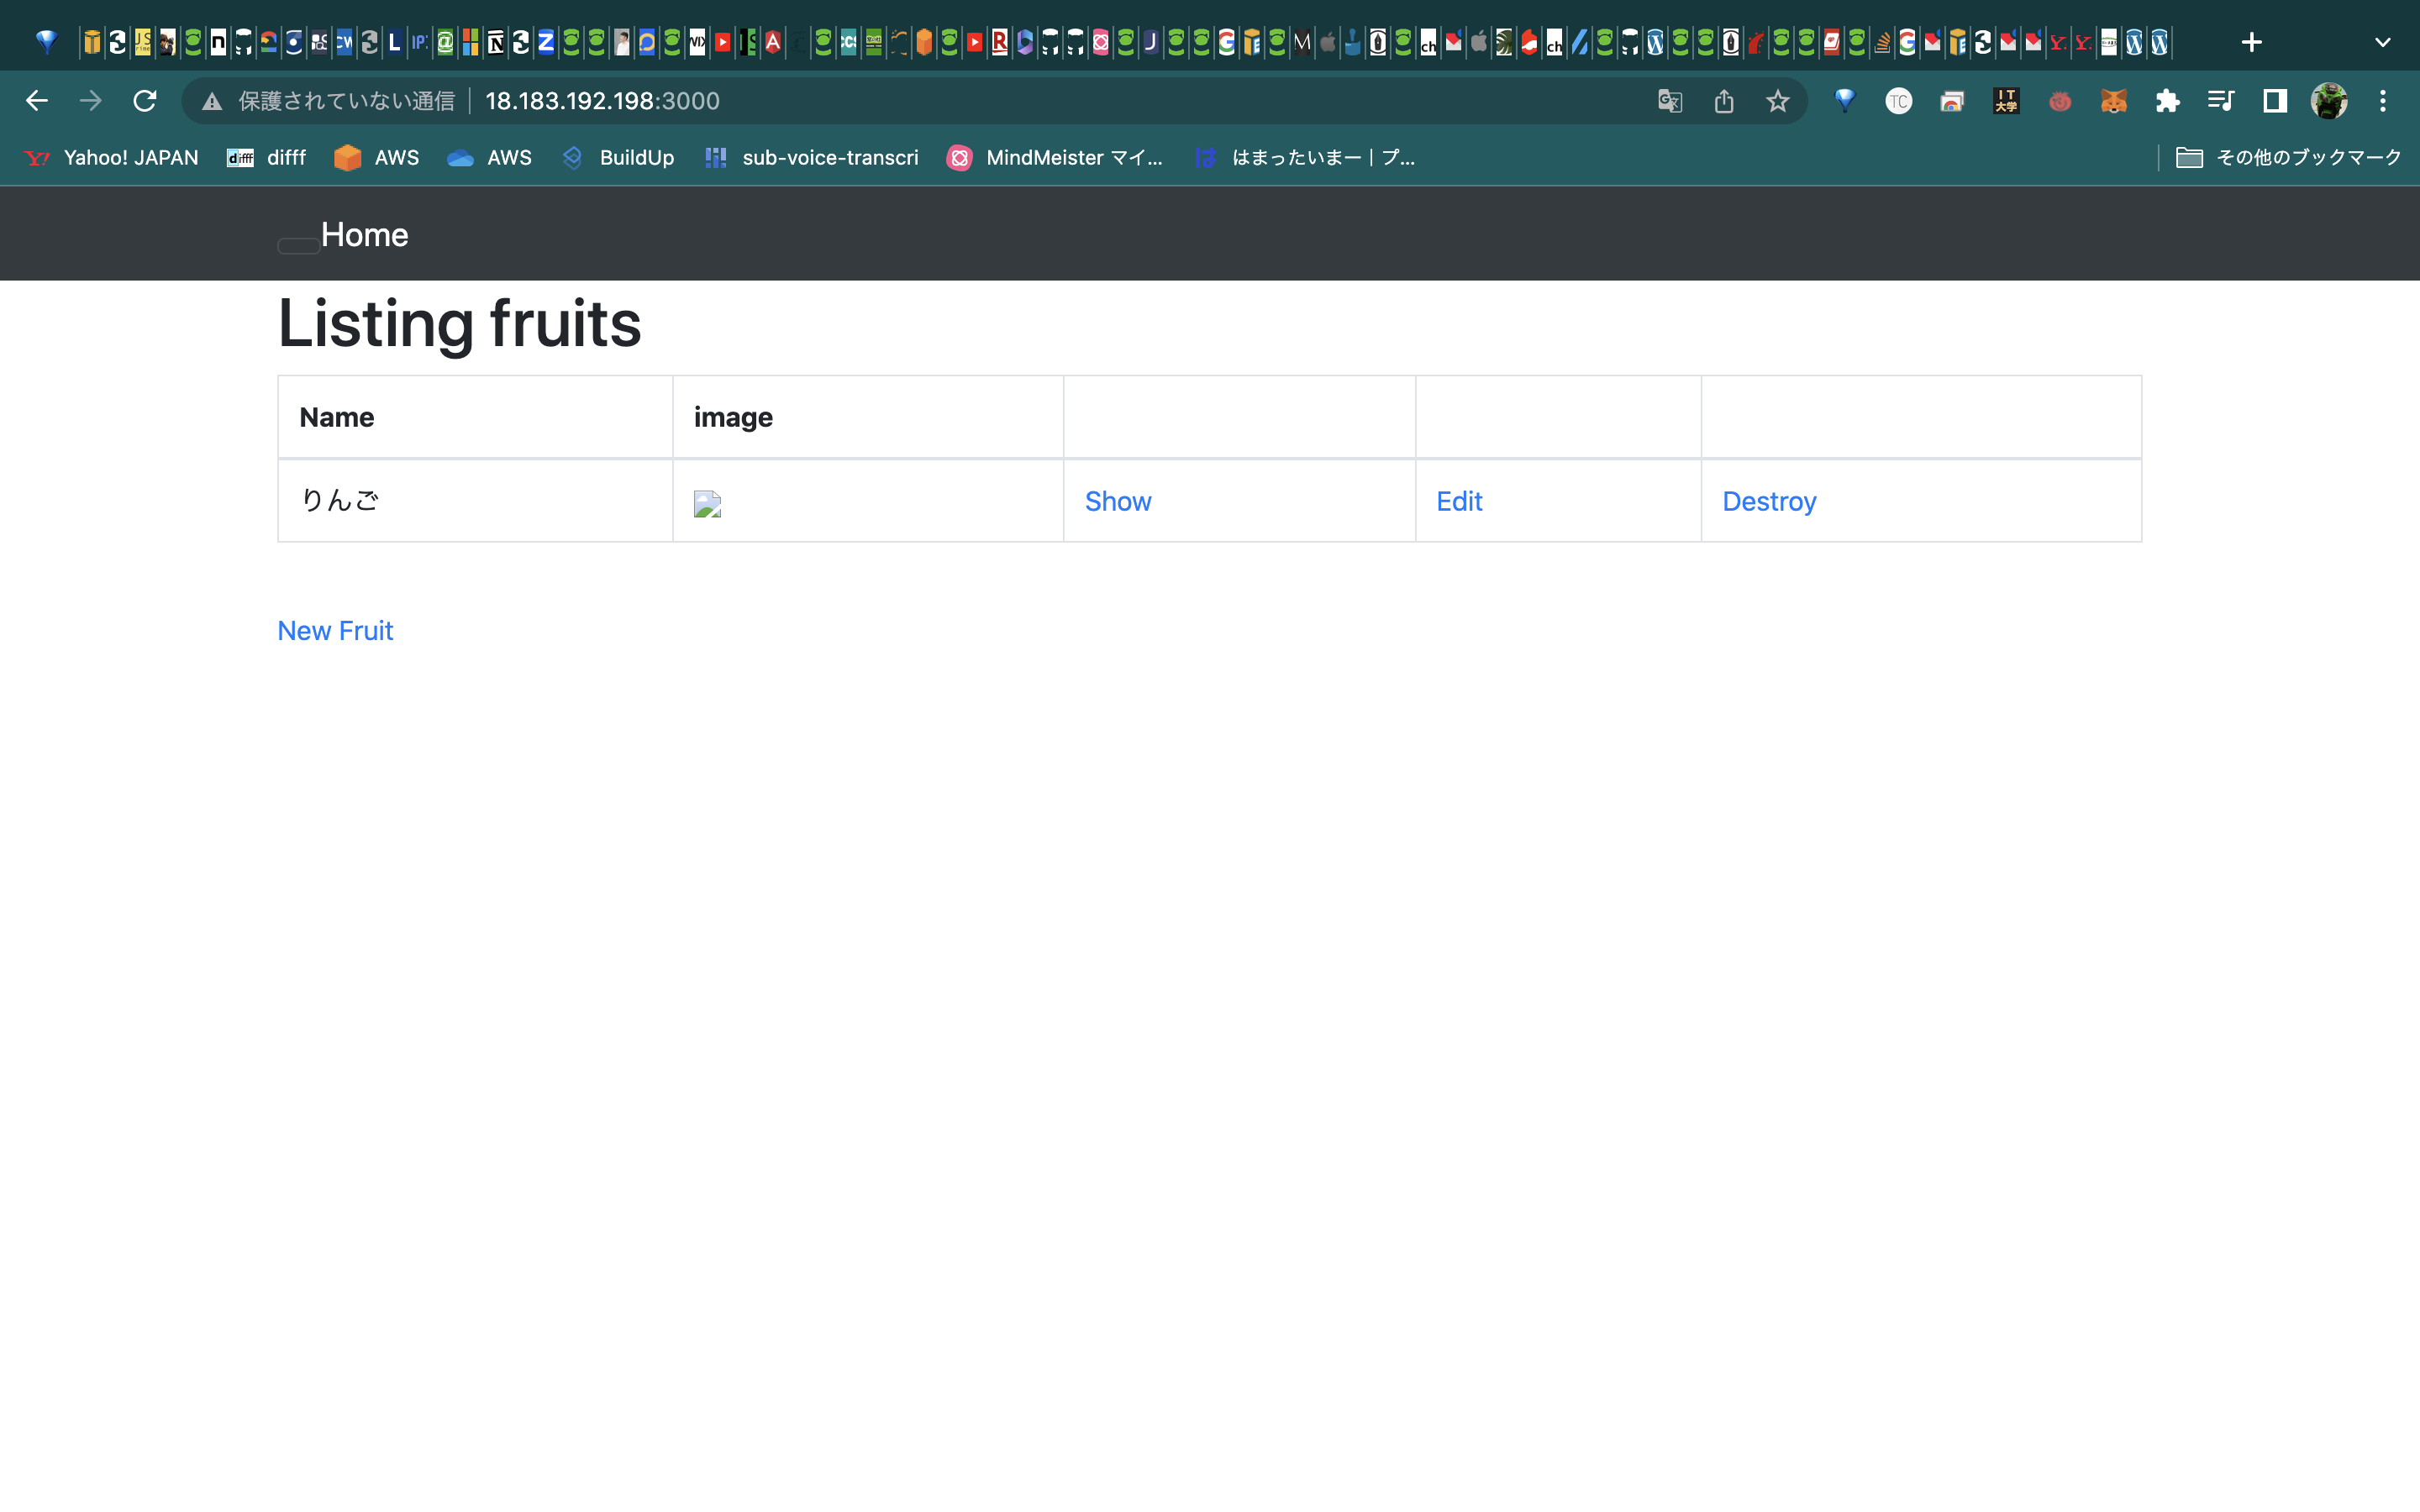 保護されていない通信 18.183.192.198:3000
Yahoo! JAPAN difff AWS AWS BuildUp sub-voice-transcri MindMeister マイ... はまったいまー | プ... その他のブックマーク
Home
Listing fruits
Name image
りんご Show Edit Destroy
New Fruit